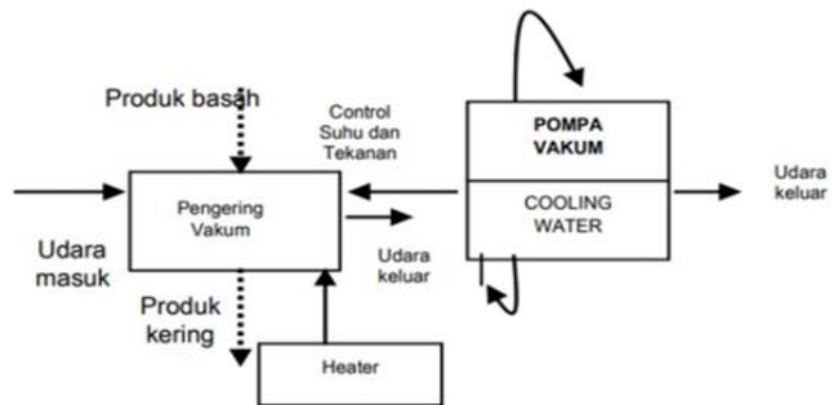 Produk basah
Control
Suhu dan
Tekanan
POMPA
VAKUM
Pengering
Vakum
COOLING
WATER
Udara
keluar
Udara
masuk
Udara
keluar
Produk
kering
Heater